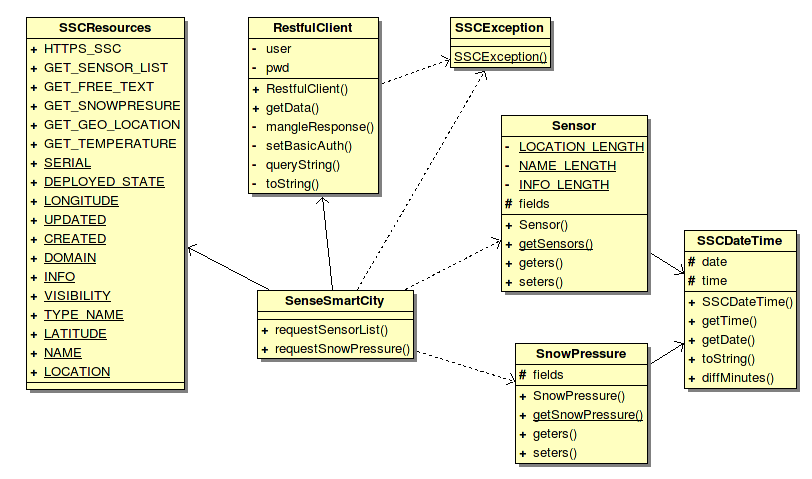 SSCResources
+ HTTPS_SSC
+ GET_SENSOR_LIST
+ GET_FREE_TEXT
+ GET_SNOWPRESURE
+ GET_GEO_LOCATION
+ GET_TEMPERATURE
+ SERIAL
+ DEPLOYED_STATE
+ LONGITUDE
+ UPDATED
+ CREATED
+ DOMAIN
+ INFO
+ VISIBILITY
+ TYPE_NAME
+ LATITUDE
+ NAME
+ LOCATION
RestfulClient
- user
- pwd
+ RestfulClient()
+ getData()
- mangleResponse()
- setBasicAuth()
- queryString()
- toString()
SSCException
SSCException()
Sensor
- LOCATION_LENGTH
- NAME_LENGTH
- INFO_LENGTH
# fields
+ Sensor()
+ getSensors()
+ geters()
+ seters()
SSCDateTime
# date
# time
+ SSCDateTime()
+ getTime()
+ getDate()
+ toString()
+ diffMinutes()
SenseSmartCity
+ requestSensorList()
+ requestSnowPressure()
SnowPressure
# fields
+ SnowPressure()
+ getSnowPressure()
+ geters()
+ seters()